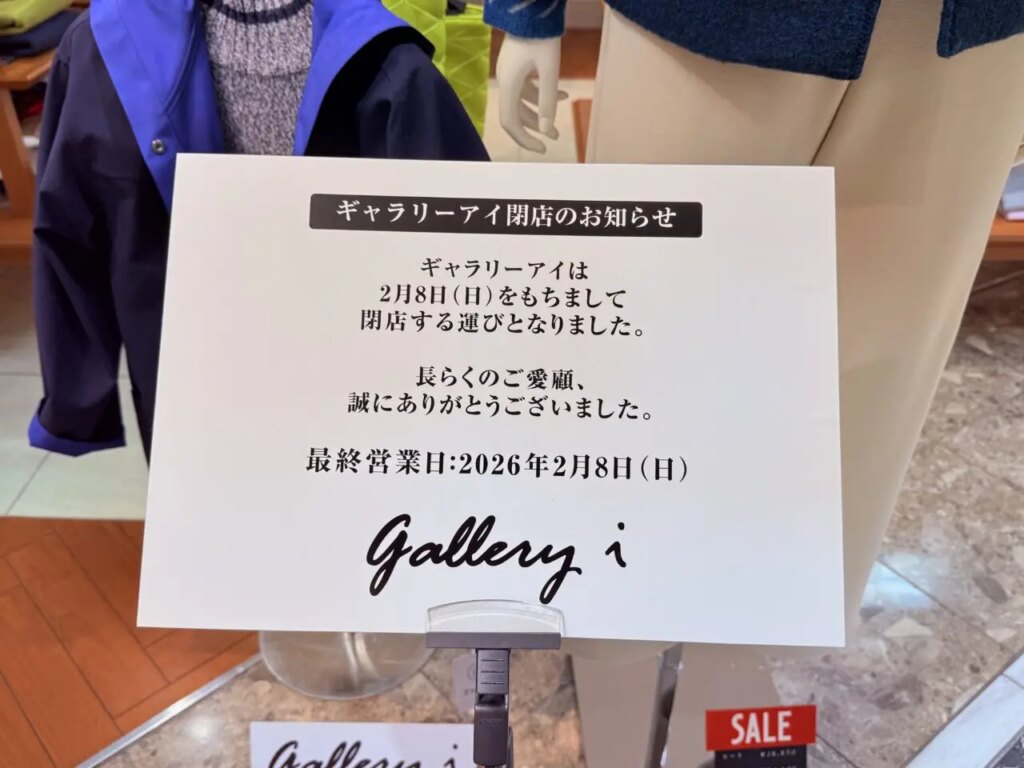 ギャラリーアイ閉店のお知らせ
ギャラリーアイは
2月8日(日)をもちまして
閉店する運びとなりました。
長らくのご愛顧、
誠にありがとうございました。
最終営業日:2026年2月8日(日)
Gallery i
Gallery i
SALE